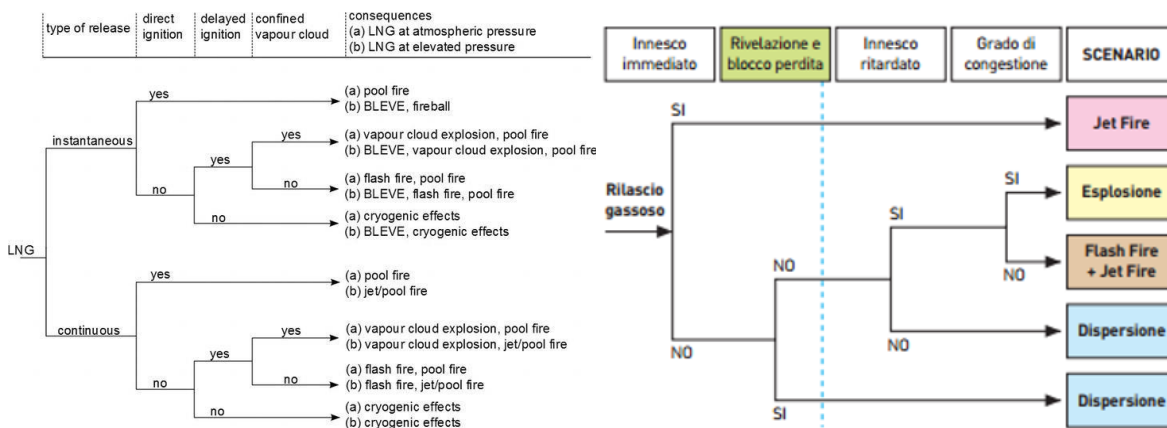 type of release
direct
ignition
delayed
ignition
confined
vapour cloud
consequences
(a) LNG at atmospheric pressure
(b) LNG at elevated pressure
yes
(a) pool fire
(b) BLEVE, fireball
instantaneous
yes
(a) vapour cloud explosion, pool fire
(b) BLEVE, vapour cloud explosion, pool fire
yes
no
no
(a) flash fire, pool fire
(b) BLEVE, flash fire, pool fire
no
(a) cryogenic effects
(b) BLEVE, cryogenic effects
LNG
yes
(a) pool fire
(b) jet/pool fire
continuous
yes
(a) vapour cloud explosion, pool fire
(b) vapour cloud explosion, jet/pool fire
yes
no
no
(a) flash fire, pool fire
(b) flash fire, jet/pool fire
no
(a) cryogenic effects
(b) cryogenic effects
Innesco
immediato
Rivelazione e
blocco perdita
Innesco
ritardato
Grado di
congestione
SCENARIO
SI
Jet Fire
Rilascio
gassoso
SI
Esplosione
SI
NO
NO
Flash Fire
+ Jet Fire
NO
NO
Dispersione
SI
Dispersione